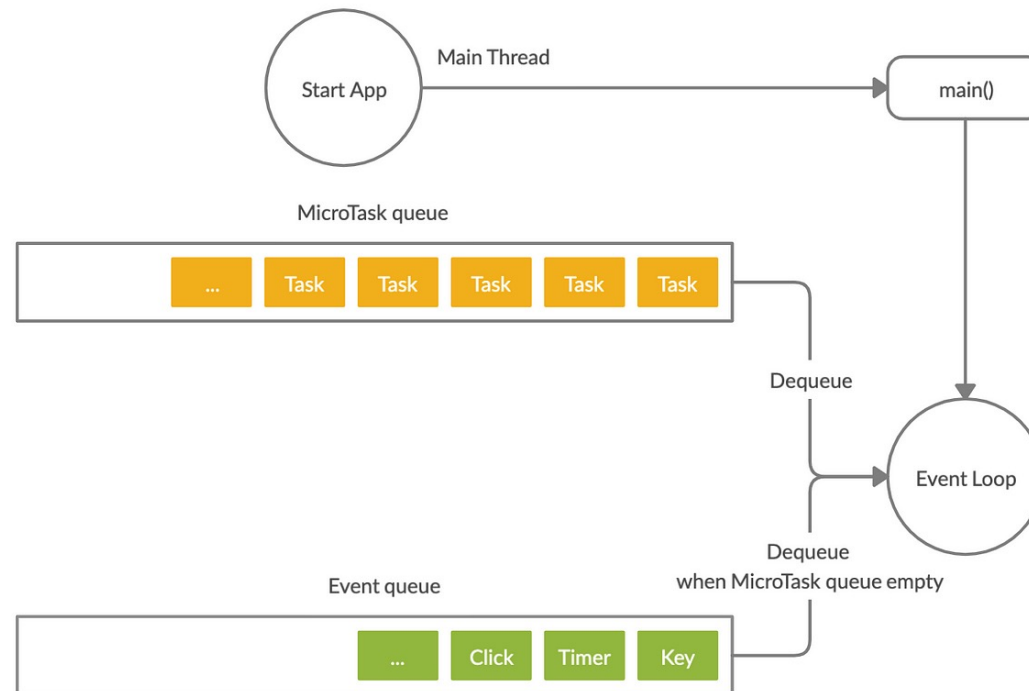 Main Thread
Start App
main()
MicroTask queue
... Task Task Task Task Task
Dequeue
Event Loop
Dequeue
when MicroTask queue empty
Event queue
... Click Timer Key